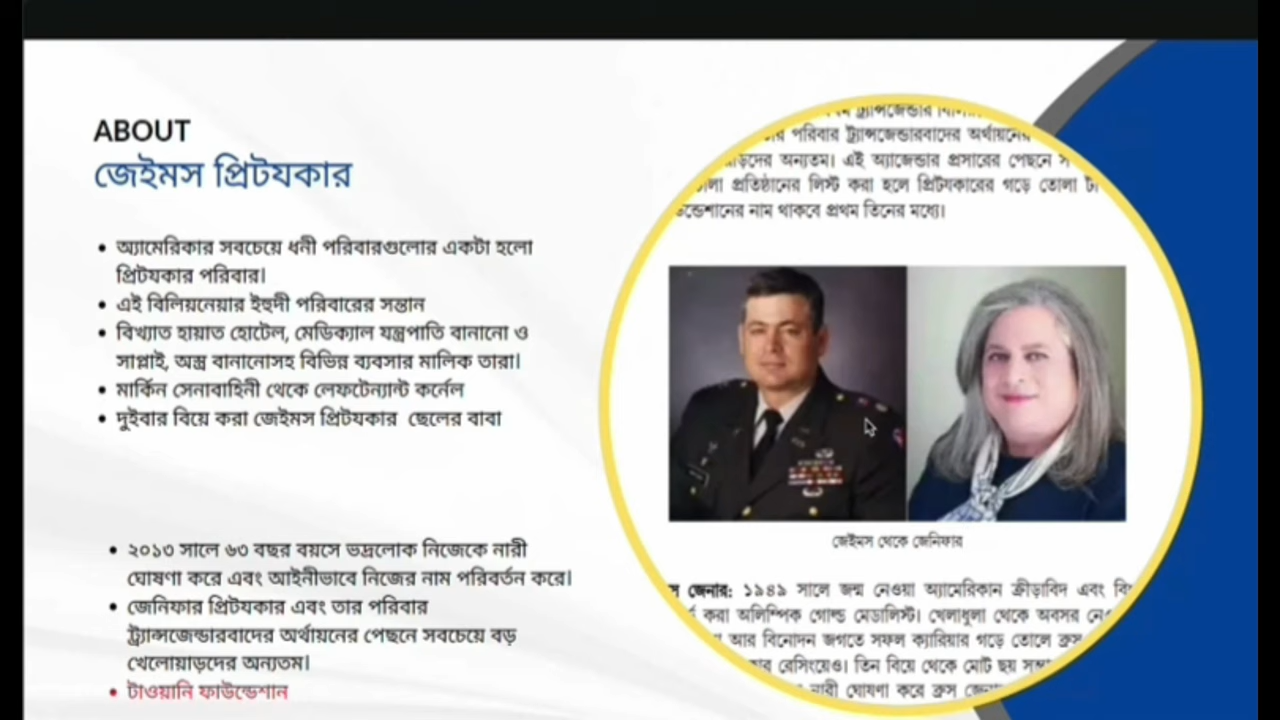 ABOUT
জেইমস প্রিটযকার
• অ্যামেরিকার সবচেয়ে ধনী পরিবারগুলোর একটা হলো
প্রিটযকার পরিবার।
• এই বিলিয়নেয়ার ইহুদী পরিবারের সন্তান
• বিখ্যাত হায়াত হোটেল, মেডিক্যাল যন্ত্রপাতি বানানো ও
সাপ্লাই, অস্ত্র বানানোসহ বিভিন্ন ব্যবসার মালিক তারা।
• মার্কিন সেনাবাহিনী থেকে লেফটেন্যান্ট কর্নেল
• দুইবার বিয়ে করা জেইমস প্রিটযকার ছেলের বাবা
• ২০১৩ সালে ৬৩ বছর বয়সে ভদ্রলোক নিজেকে নারী
ঘোষণা করে এবং আইনীভাবে নিজের নাম পরিবর্তন করে।
• জেনিফার প্রিটযকার এবং তার পরিবার
ট্র্যান্সজেন্ডারবাদের অর্থায়নের পেছনে সবচেয়ে বড়
খেলোয়াড়দের অন্যতম।
• টাওয়ানি ফাউন্ডেশান
ট্র্যান্সজেন্ডার
পরিবার ট্র্যান্সজেন্ডারবাদের অর্থায়নের
অন্যতম। এই অ্যাজেন্ডার প্রসারের পেছনে
প্রতিষ্ঠানের লিস্ট করা হলে প্রিটযকারের গড়ে তোলা
নাম থাকবে প্রথম তিনের মধ্যে।
জেইমস থেকে জেনিফার
জেনার: ১৯৪৯ সালে জন্ম নেওয়া অ্যামেরিকান ক্রীড়াবিদ এবং
করা অলিম্পিক গোল্ড মেডালিস্ট। খেলাধুলা থেকে অবসর
আর বিনোদন জগতে সফল ক্যারিয়ার গড়ে তোলে
রেসিংয়েও। তিন বিয়ে থেকে মোট ছয়
নারী ঘোষণা করে ব্রুস